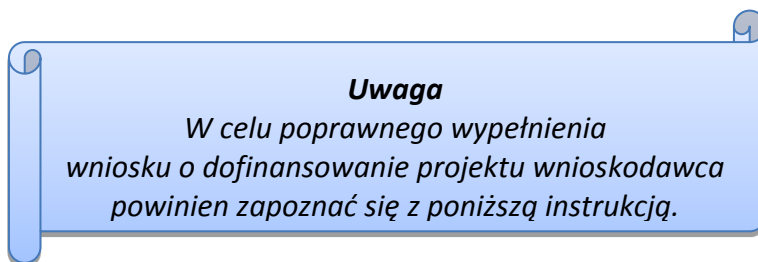 Uwaga
W celu poprawnego wypełnienia
wniosku o dofinansowanie projektu wnioskodawca
powinien zapoznać się z poniższą instrukcją.